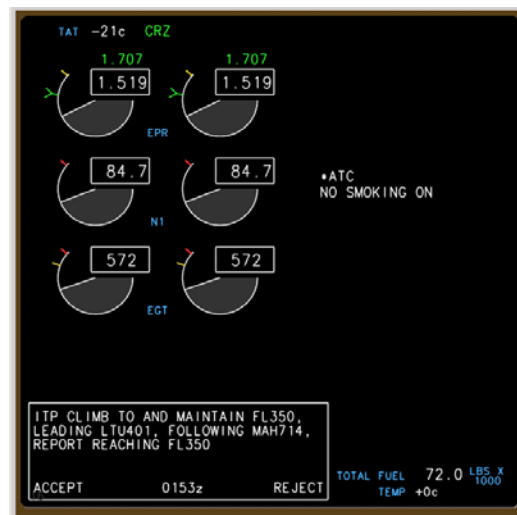 TAT -21c CRZ
1.707 1.707
1.519 1.519
EPR
84.7 84.7
N1
•ATC
NO SMOKING ON
572 572
EGT
ITP CLIMB TO AND MAINTAIN FL350,
LEADING LTU401, FOLLOWING MAH714,
REPORT REACHING FL350
ACCEPT 0153z REJECT
TOTAL FUEL 72.0 LBS X 1000
TEMP +0c